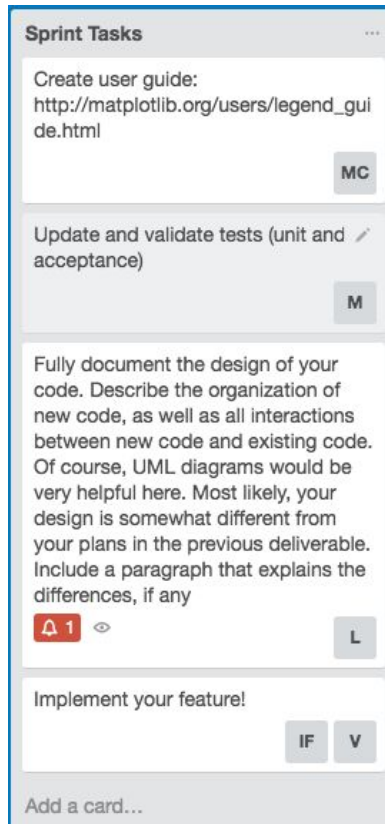 Sprint Tasks ...
Create user guide:
http://matplotlib.org/users/legend_gui
de.html
MC
Update and validate tests (unit and
acceptance)
M
Fully document the design of your
code. Describe the organization of
new code, as well as all interactions
between new code and existing code.
Of course, UML diagrams would be
very helpful here. Most likely, your
design is somewhat different from
your plans in the previous deliverable.
Include a paragraph that explains the
differences, if any
1
L
Implement your feature!
IF V
Add a card...